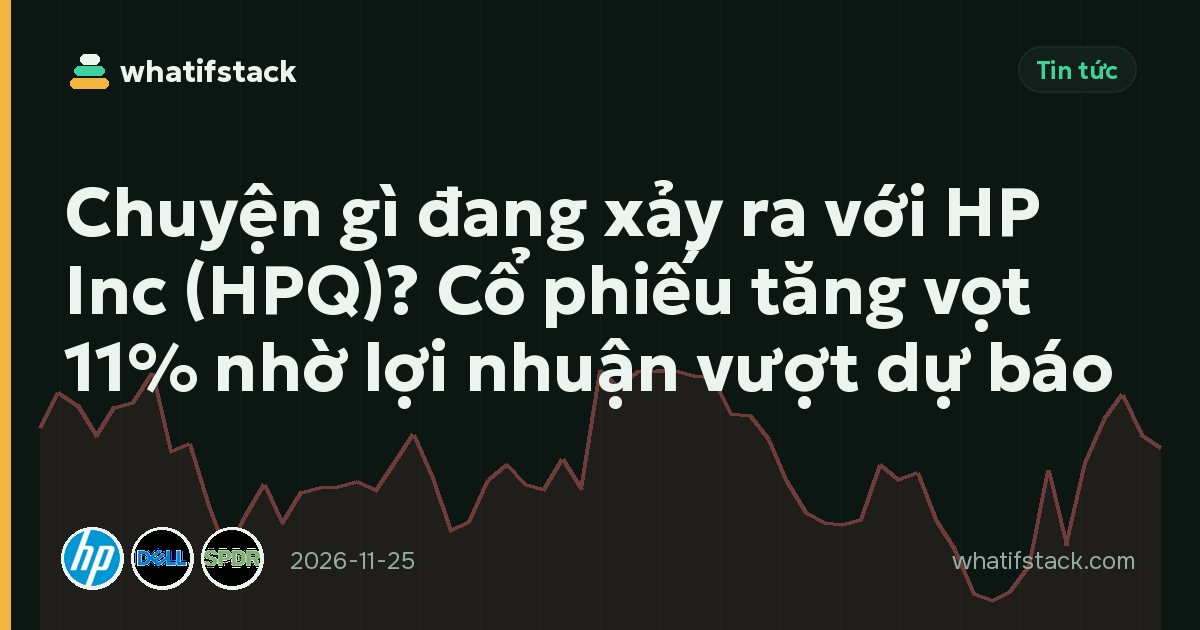 whatifstack
Tin tức
Chuyện gì đang xảy ra với HP
Inc (HPQ)? Cổ phiếu tăng vọt
11% nhờ lợi nhuận vượt dự báo
hp
DELL
SPDR
2026-11-25
whatifstack.com